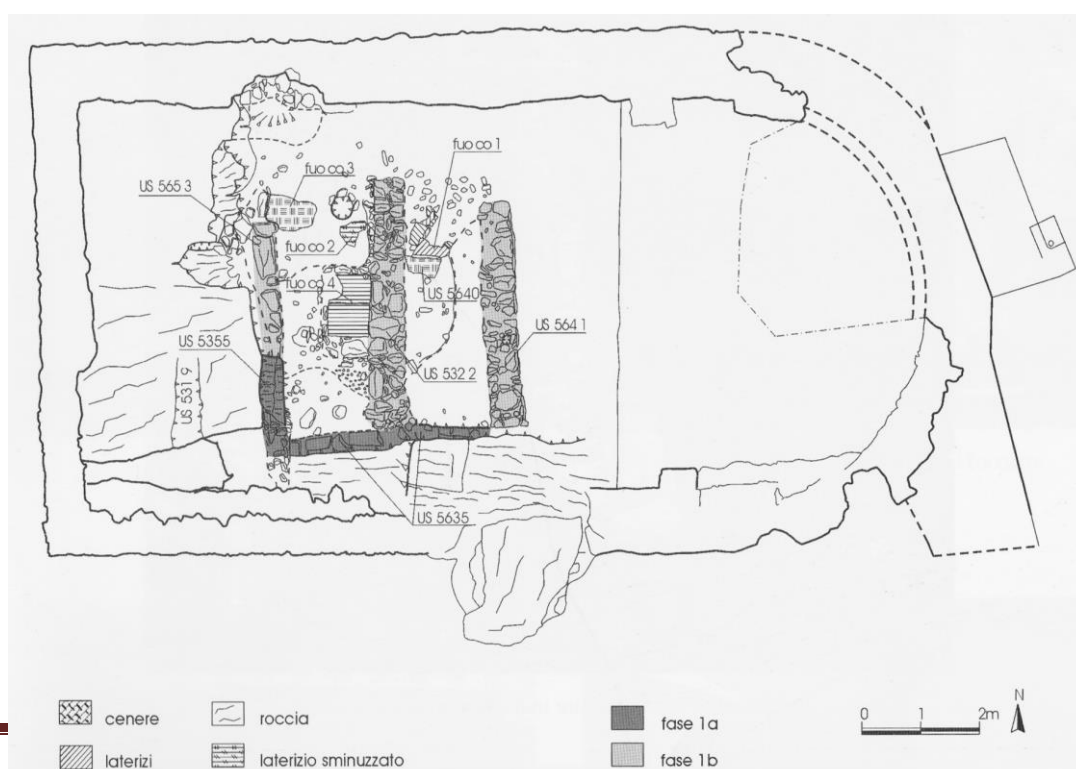 fuoco 1
fuoco 3
US 5653
fuoco 2
fuoco 4
US 5640
US 5641
US 5355
US 5322
US 5319
US 5635
cenere
roccia
laterizi
laterizio sminuzzato
fase 1a
fase 1b
0 1 2m
N